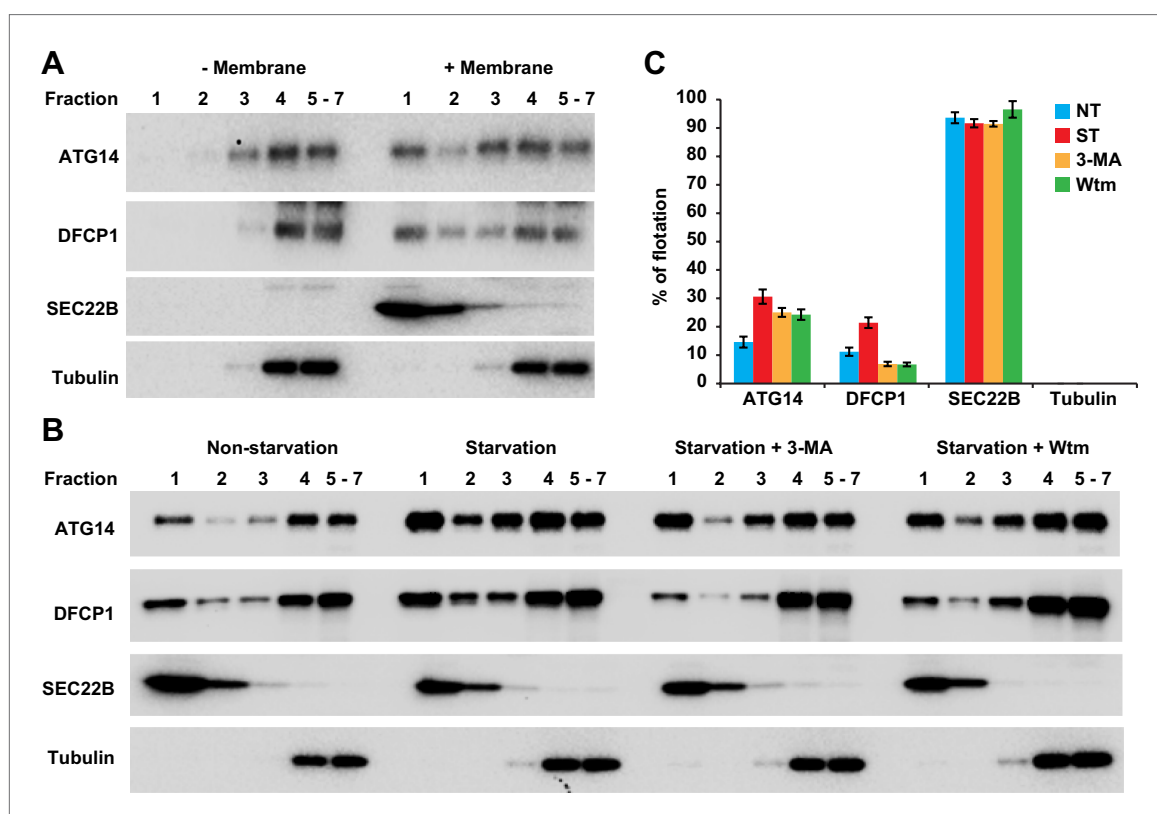 A
- Membrane + Membrane
Fraction 1 2 3 4 5 - 7 1 2 3 4 5 - 7
ATG14
DFCP1
SEC22B
Tubulin
C
100
90
80
70
60
50
40
30
20
10
0
% of flotation
NT
ST
3-MA
Wtm
ATG14 DFCP1 SEC22B Tubulin
B
Non-starvation Starvation Starvation + 3-MA Starvation + Wtm
Fraction 1 2 3 4 5 - 7 1 2 3 4 5 - 7 1 2 3 4 5 - 7 1 2 3 4 5 - 7
ATG14
DFCP1
SEC22B
Tubulin